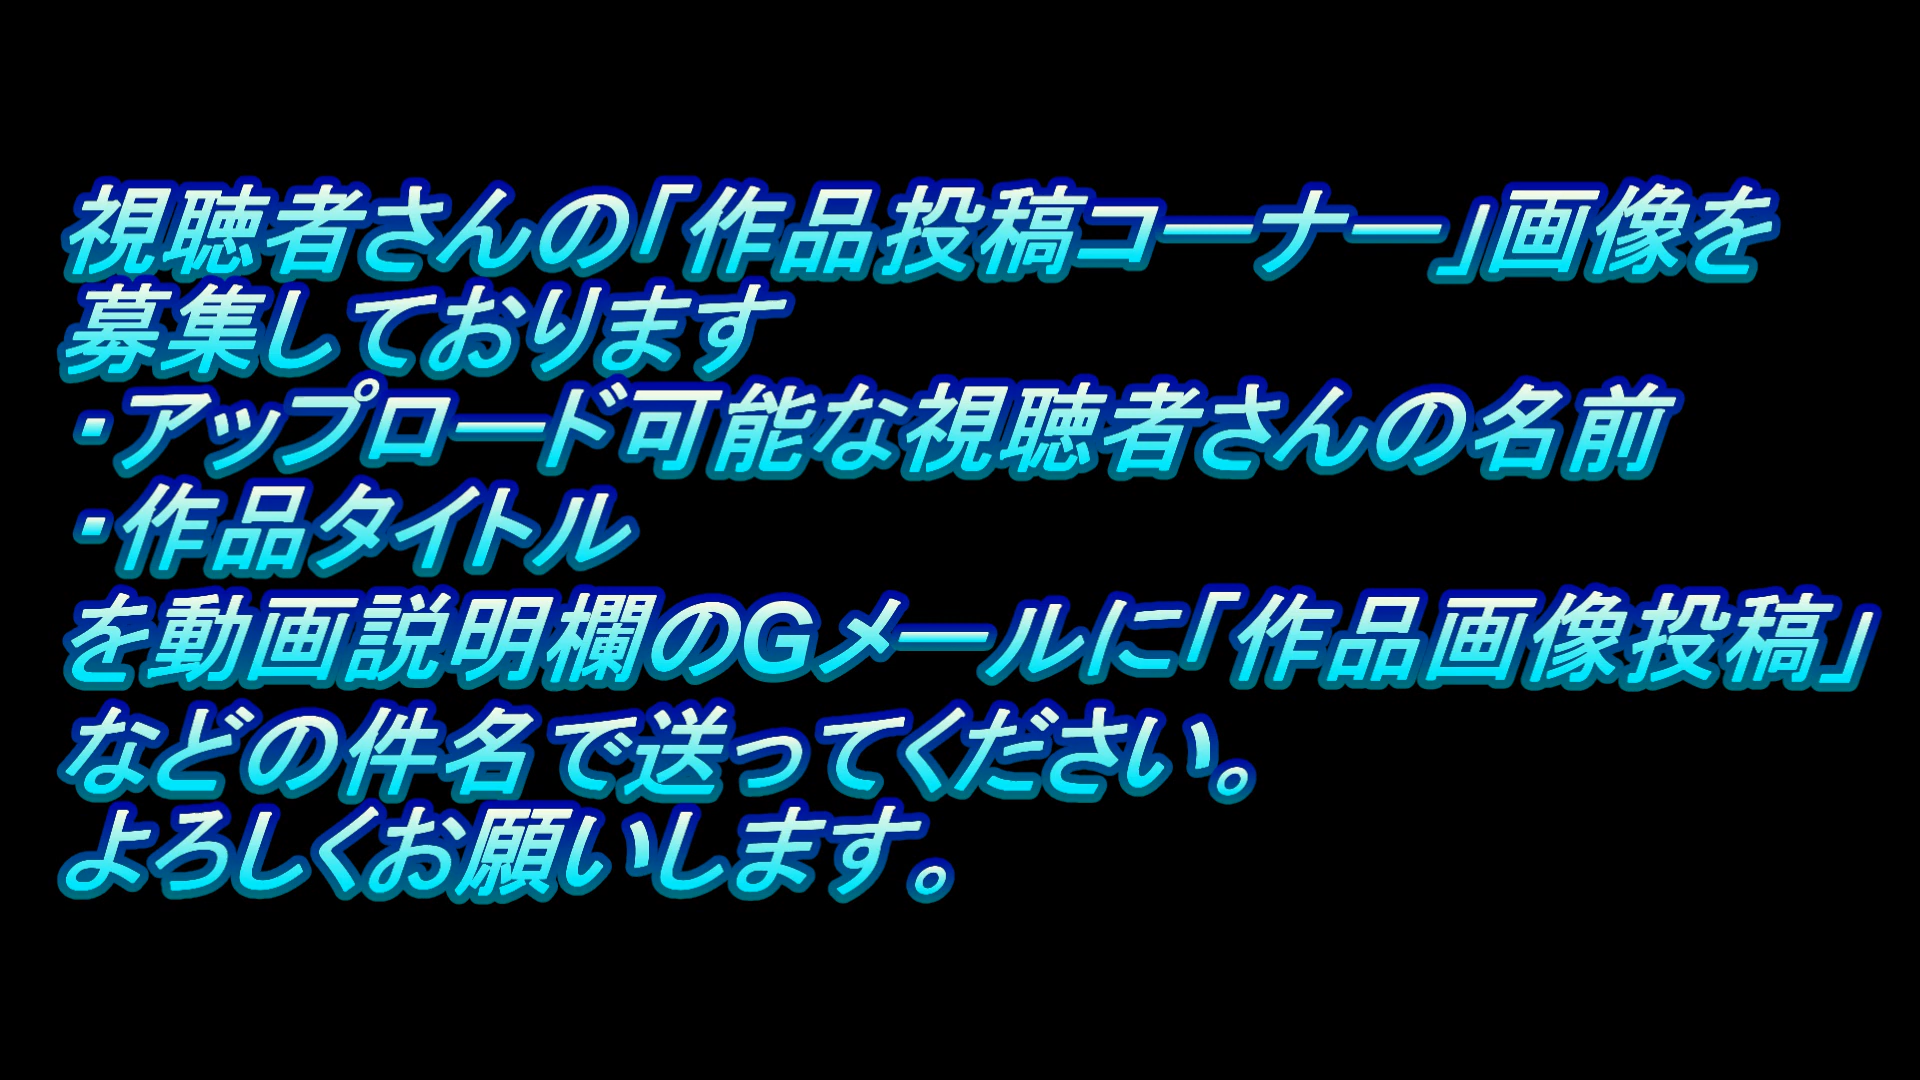 視聴者さんの「作品投稿コーナー」画像を
募集しております
・アップロード可能な視聴者さんの名前
・作品タイトル
を動画説明欄のGメールに「作品画像投稿」
などの件名で送ってください。
よろしくお願いします。